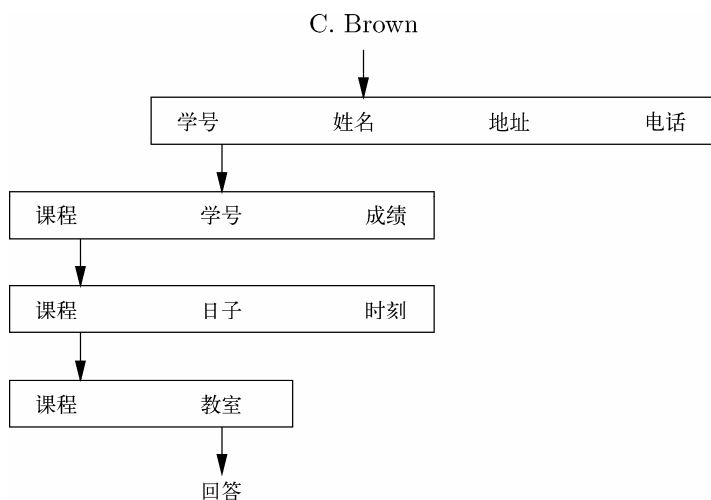 C. Brown
学号 姓名 地址 电话
课程 学号 成绩
课程 日子 时刻
课程 教室
回答